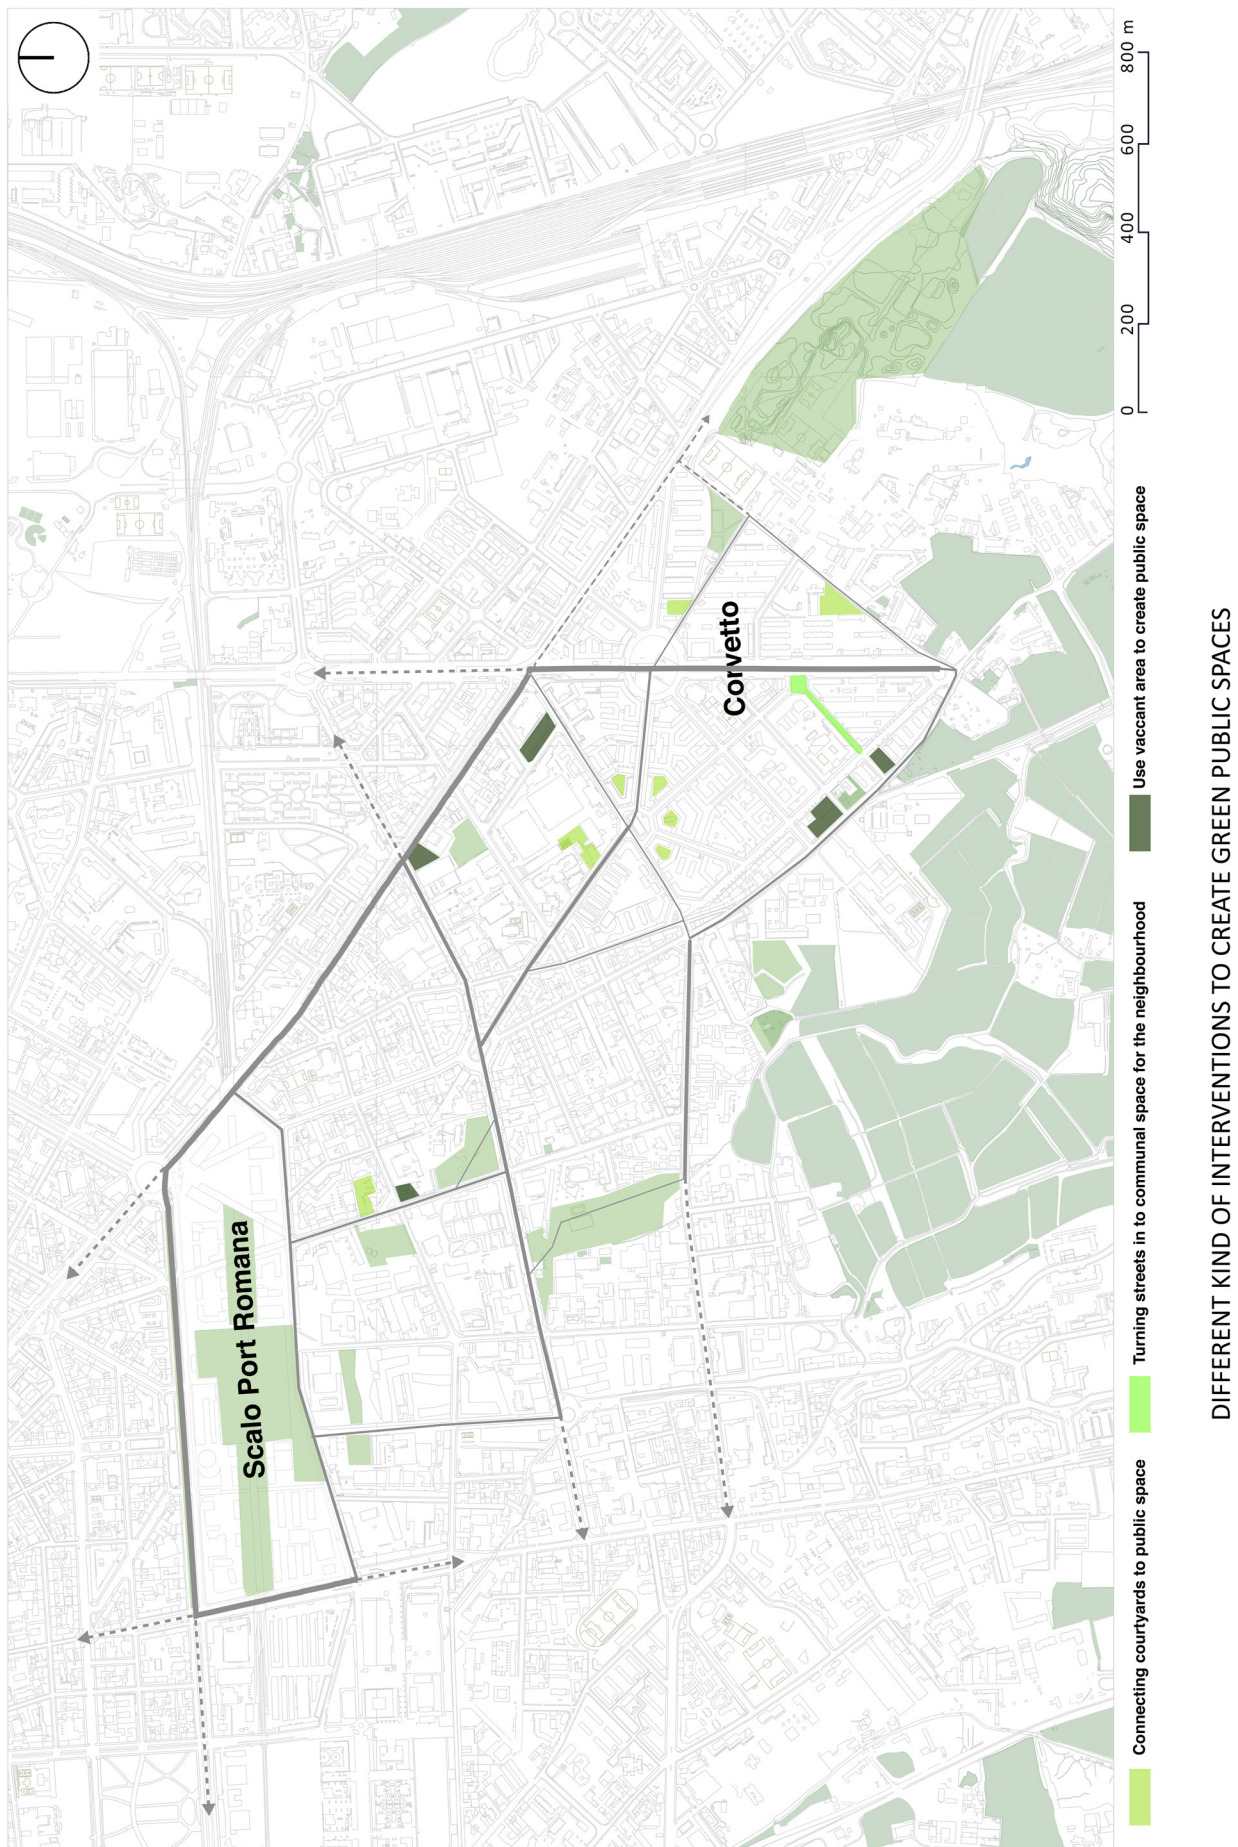 Scalo Port Romana
Corvetto
Connecting courtyards to public space
Turning streets in to communal space for the neighbourhood
Use vaccant area to create public space
0 200 400 600 800 m
DIFFERENT KIND OF INTERVENTIONS TO CREATE GREEN PUBLIC SPACES